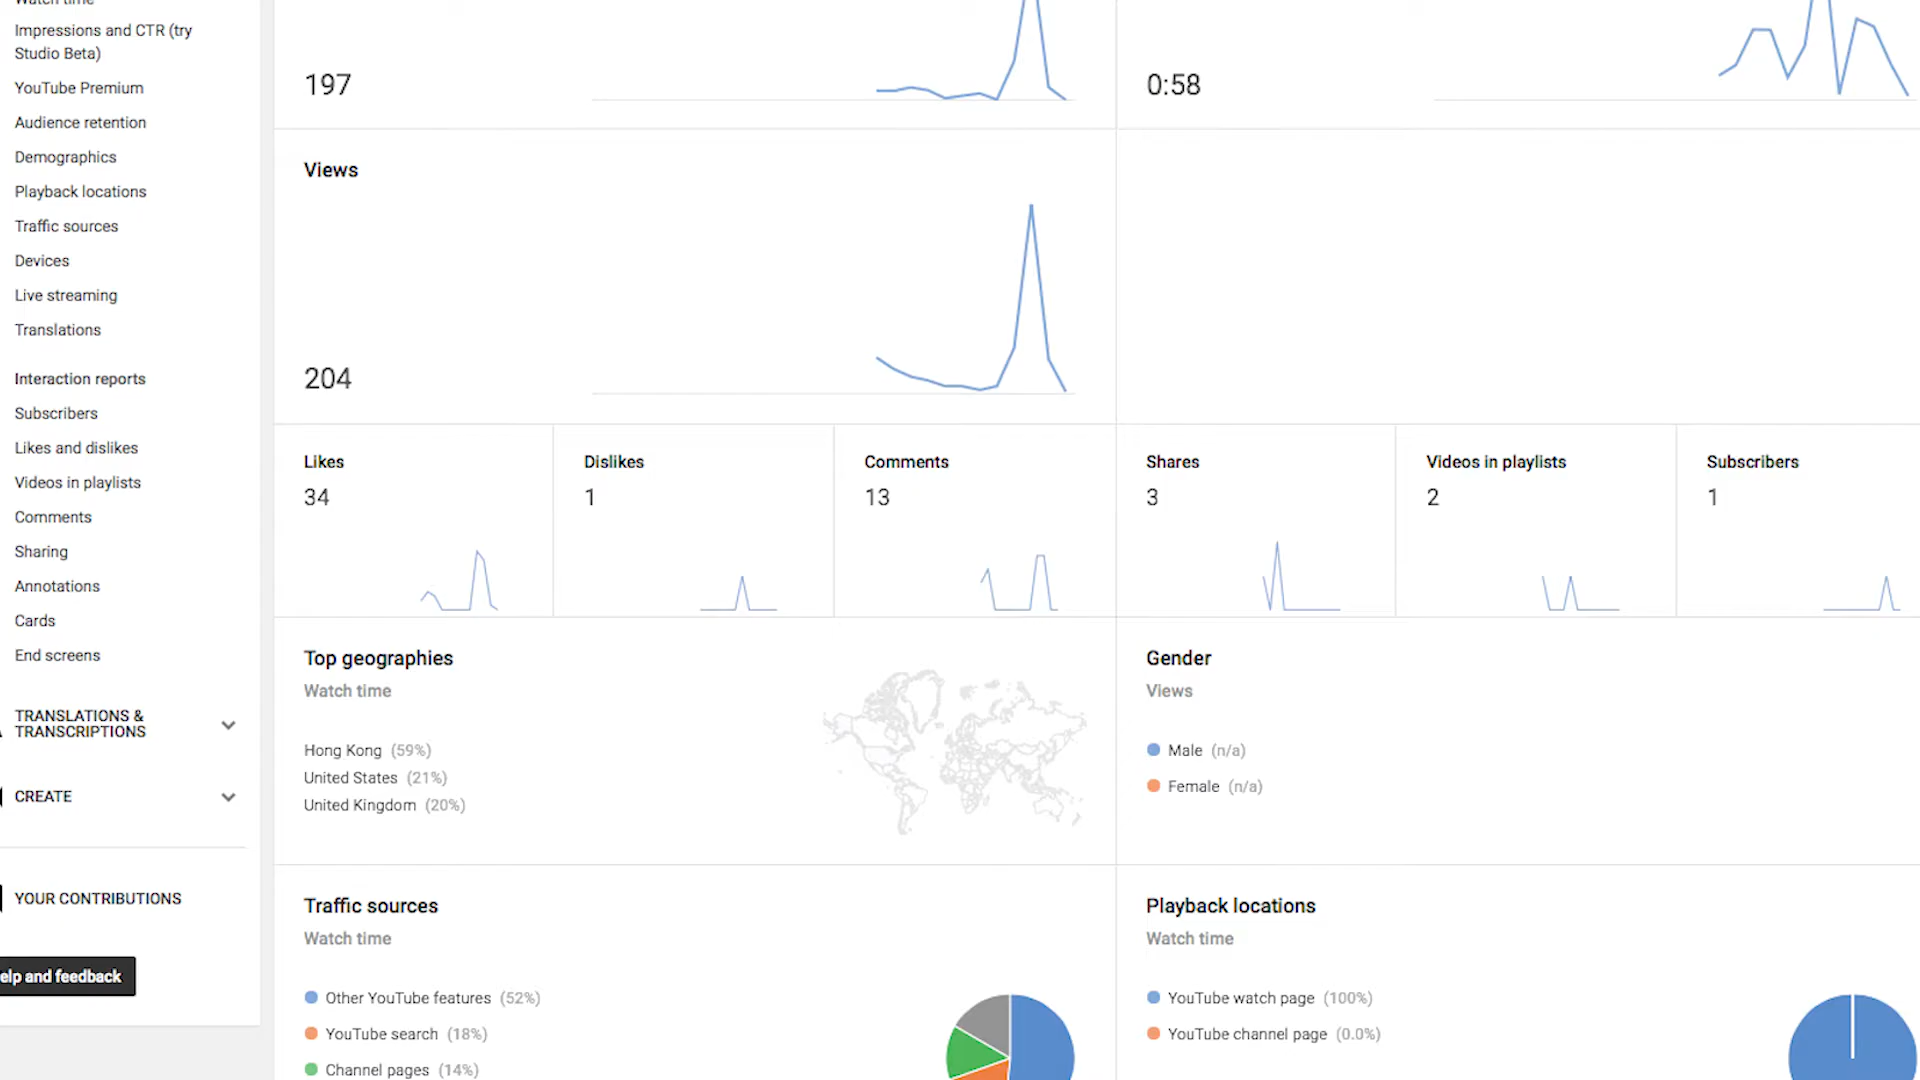 Watch time
Impressions and CTR (try
Studio Beta)
YouTube Premium
Audience retention
Demographics
Playback locations
Traffic sources
Devices
Live streaming
Translations
Interaction reports
Subscribers
Likes and dislikes
Videos in playlists
Comments
Sharing
Annotations
Cards
End screens
TRANSLATIONS &
TRANSCRIPTIONS
CREATE
YOUR CONTRIBUTIONS
elp and feedback
197
0:58
Views
204
Likes
34
Dislikes
1
Comments
13
Shares
3
Videos in playlists
2
Subscribers
1
Top geographies
Watch time
Hong Kong (59%)
United States (21%)
United Kingdom (20%)
Gender
Views
Male (n/a)
Female (n/a)
Traffic sources
Watch time
Other YouTube features (52%)
YouTube search (18%)
Channel pages (14%)
Playback locations
Watch time
YouTube watch page (100%)
YouTube channel page (0.0%)